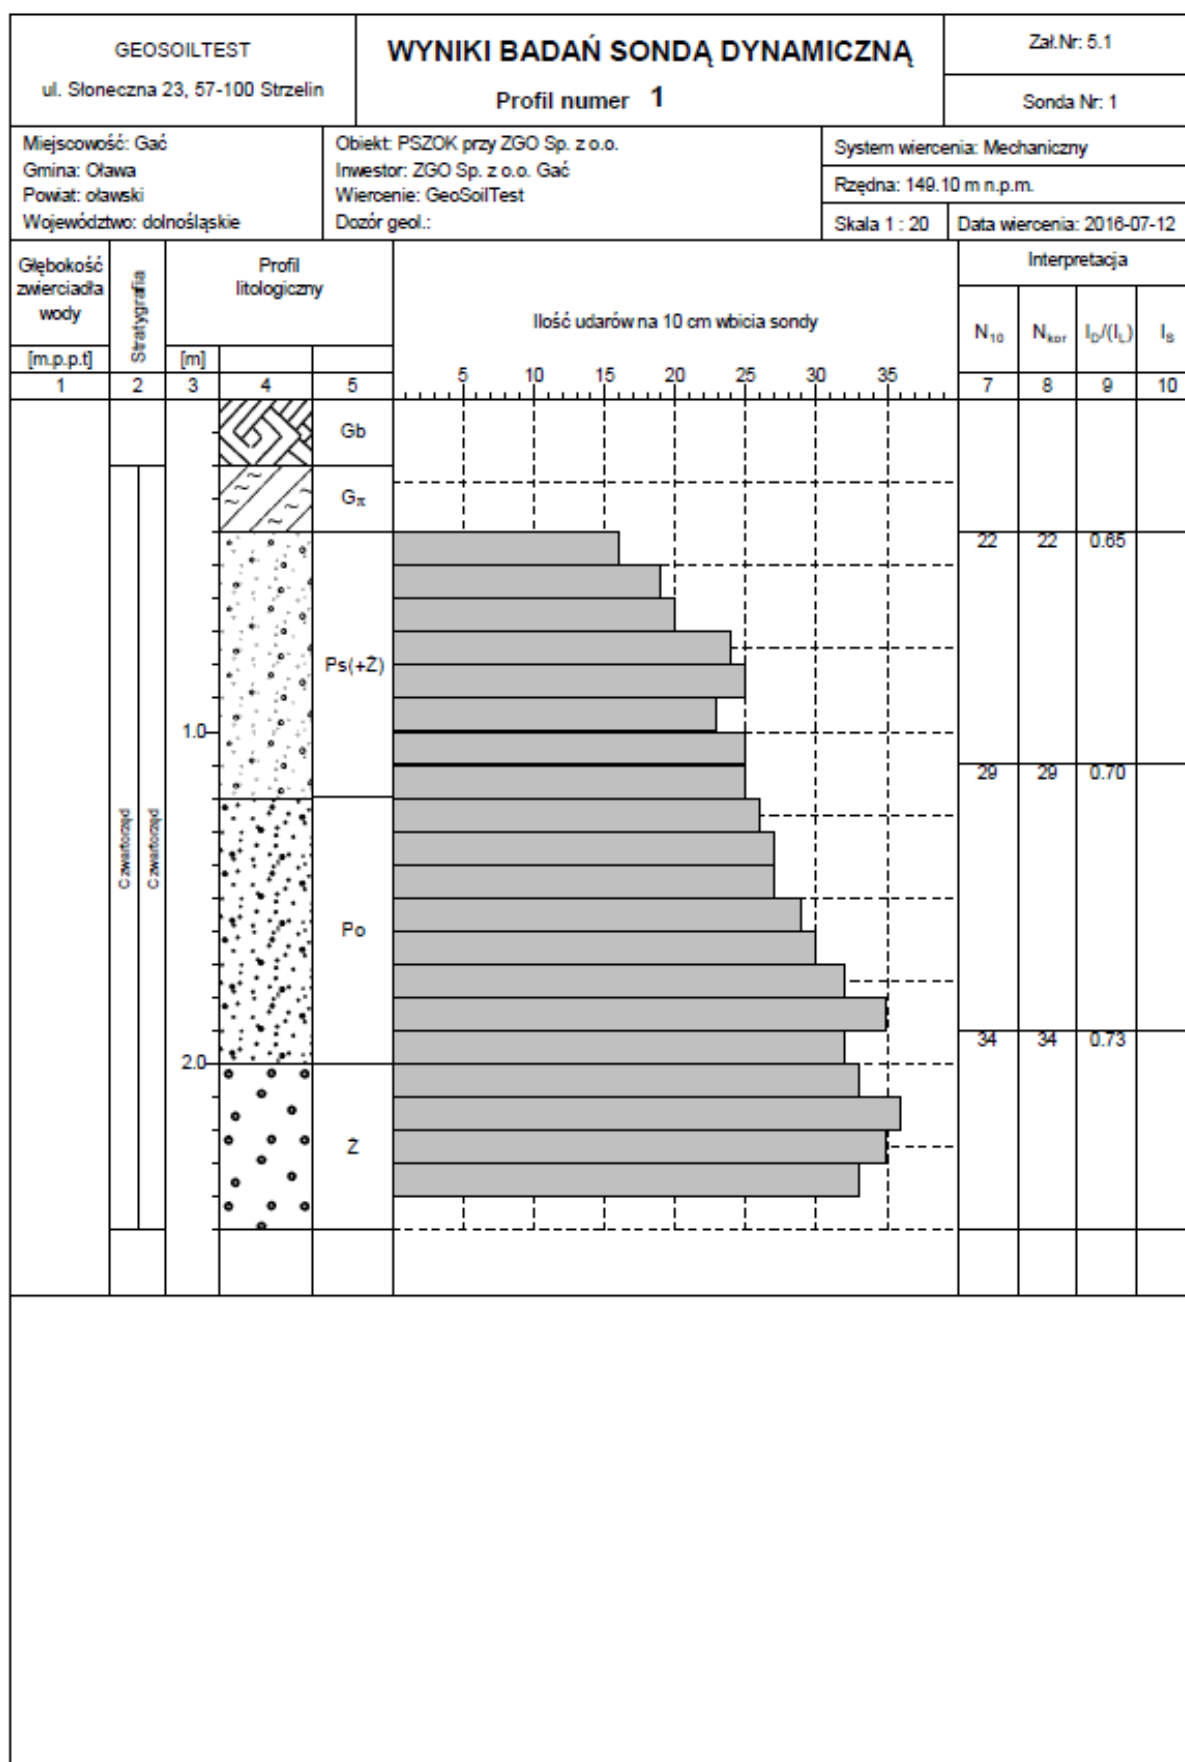 GEOSOILTEST
ul. Słoneczna 23, 57-100 Strzelin
WYNIKI BADAŃ SONDĄ DYNAMICZNĄ
Profil numer 1
Zał.Nr: 5.1
Sonda Nr: 1
Miejscowość: Gać
Gmina: Oława
Powiat: oławski
Województwo: dolnośląskie
Obiekt: PSZOK przy ZGO Sp. z o.o.
Inwestor: ZGO Sp. z o.o. Gać
Wiercenie: GeoSoilTest
Dozór geol.:
System wiercenia: Mechaniczny
Rzędna: 149.10 m n.p.m.
Skala 1 : 20
Data wiercenia: 2016-07-12
Głębokość
zwierciadła
wody
[m.p.p.t]
Stratygrafia
Profil
litologiczny
[m]
Ilość udarów na 10 cm wbicia sondy
5 10 15 20 25 30 35
Interpretacja
N10 Nkor ID/(IL) IS
1 2 3 4 5 7 8 9 10
Gb
Gπ
22 22 0.65
Ps(+Ż)
1.0
29 29 0.70
Czwartorzęd
Czwartorzęd
Po
34 34 0.73
2.0
Ż